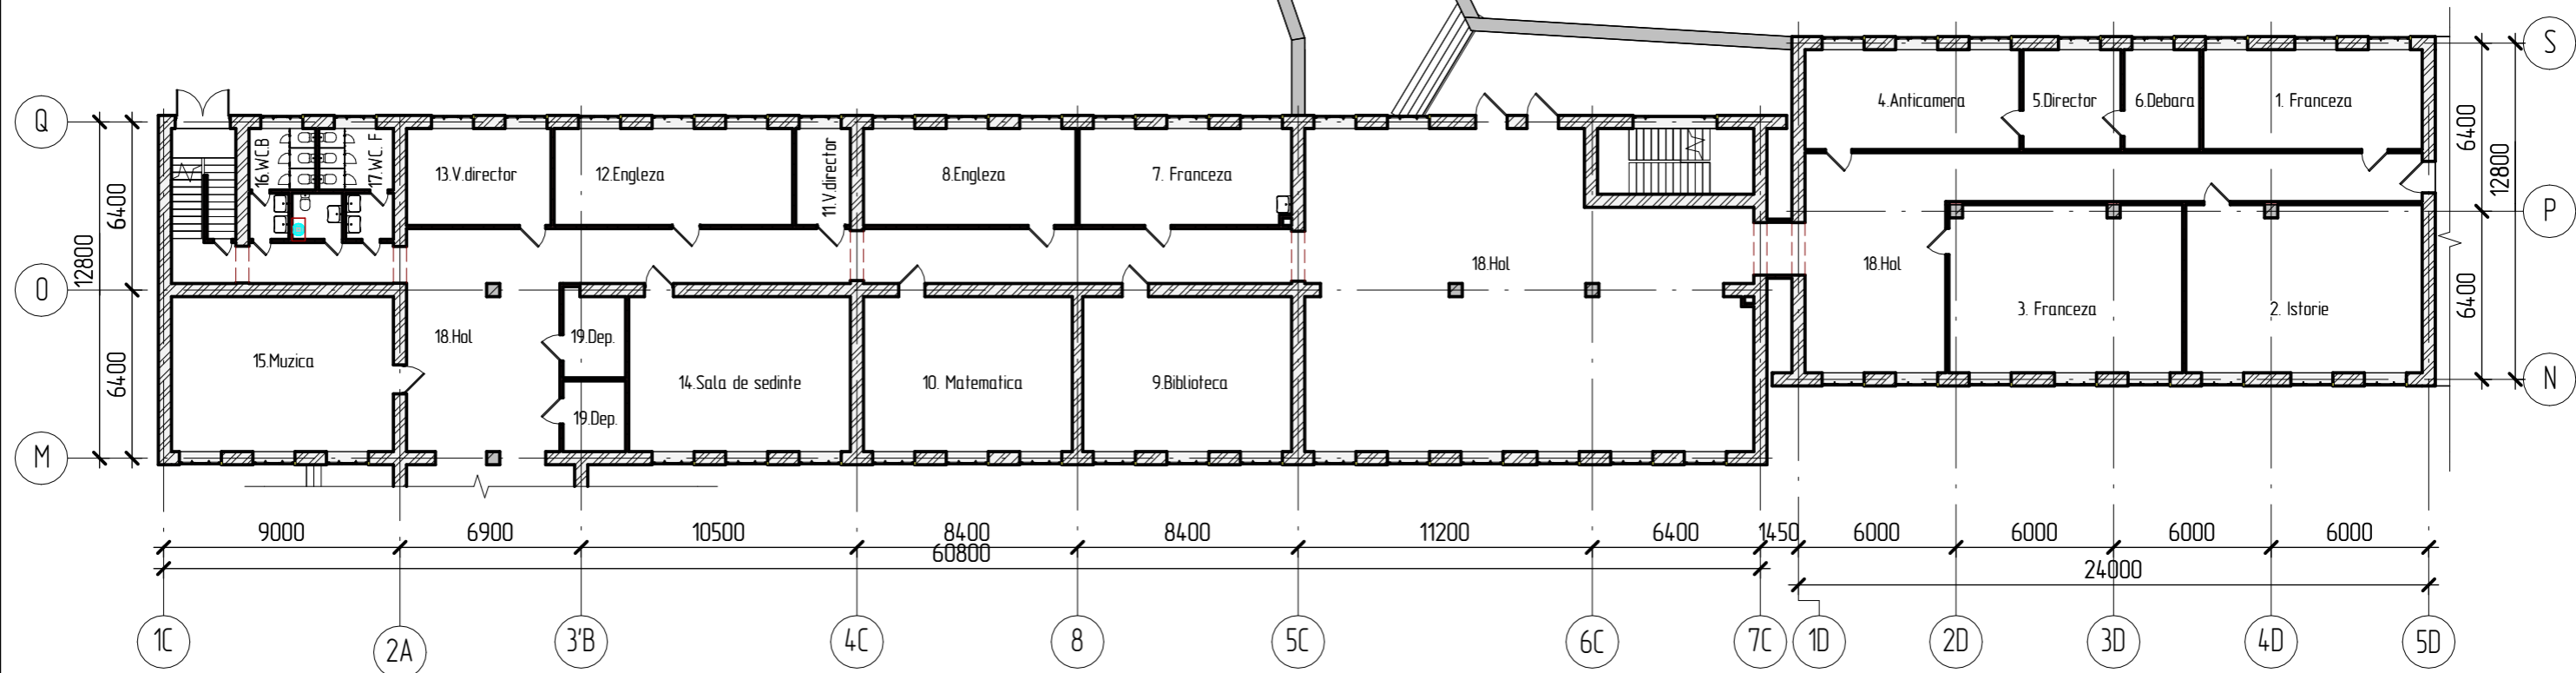 S
4.Anticamera
5.Director
6.Debara
1. Franceza
6400
12800
Q
16.WC.B
17.WC. F
13.V.director
12.Engleza
11.V.director
8.Engleza
7. Franceza
6400
12800
P
O
18.Hol
18.Hol
3. Franceza
2. Istorie
6400
18.Hol
19.Dep.
15.Muzica
6400
14.Sala de sedinte
10. Matematica
9.Biblioteca
N
19.Dep.
M
9000
6900
10500
8400
8400
11200
6400
1450
6000
6000
6000
6000
60800
24000
1C
2A
3'B
4C
8
5C
6C
7C
1D
2D
3D
4D
5D